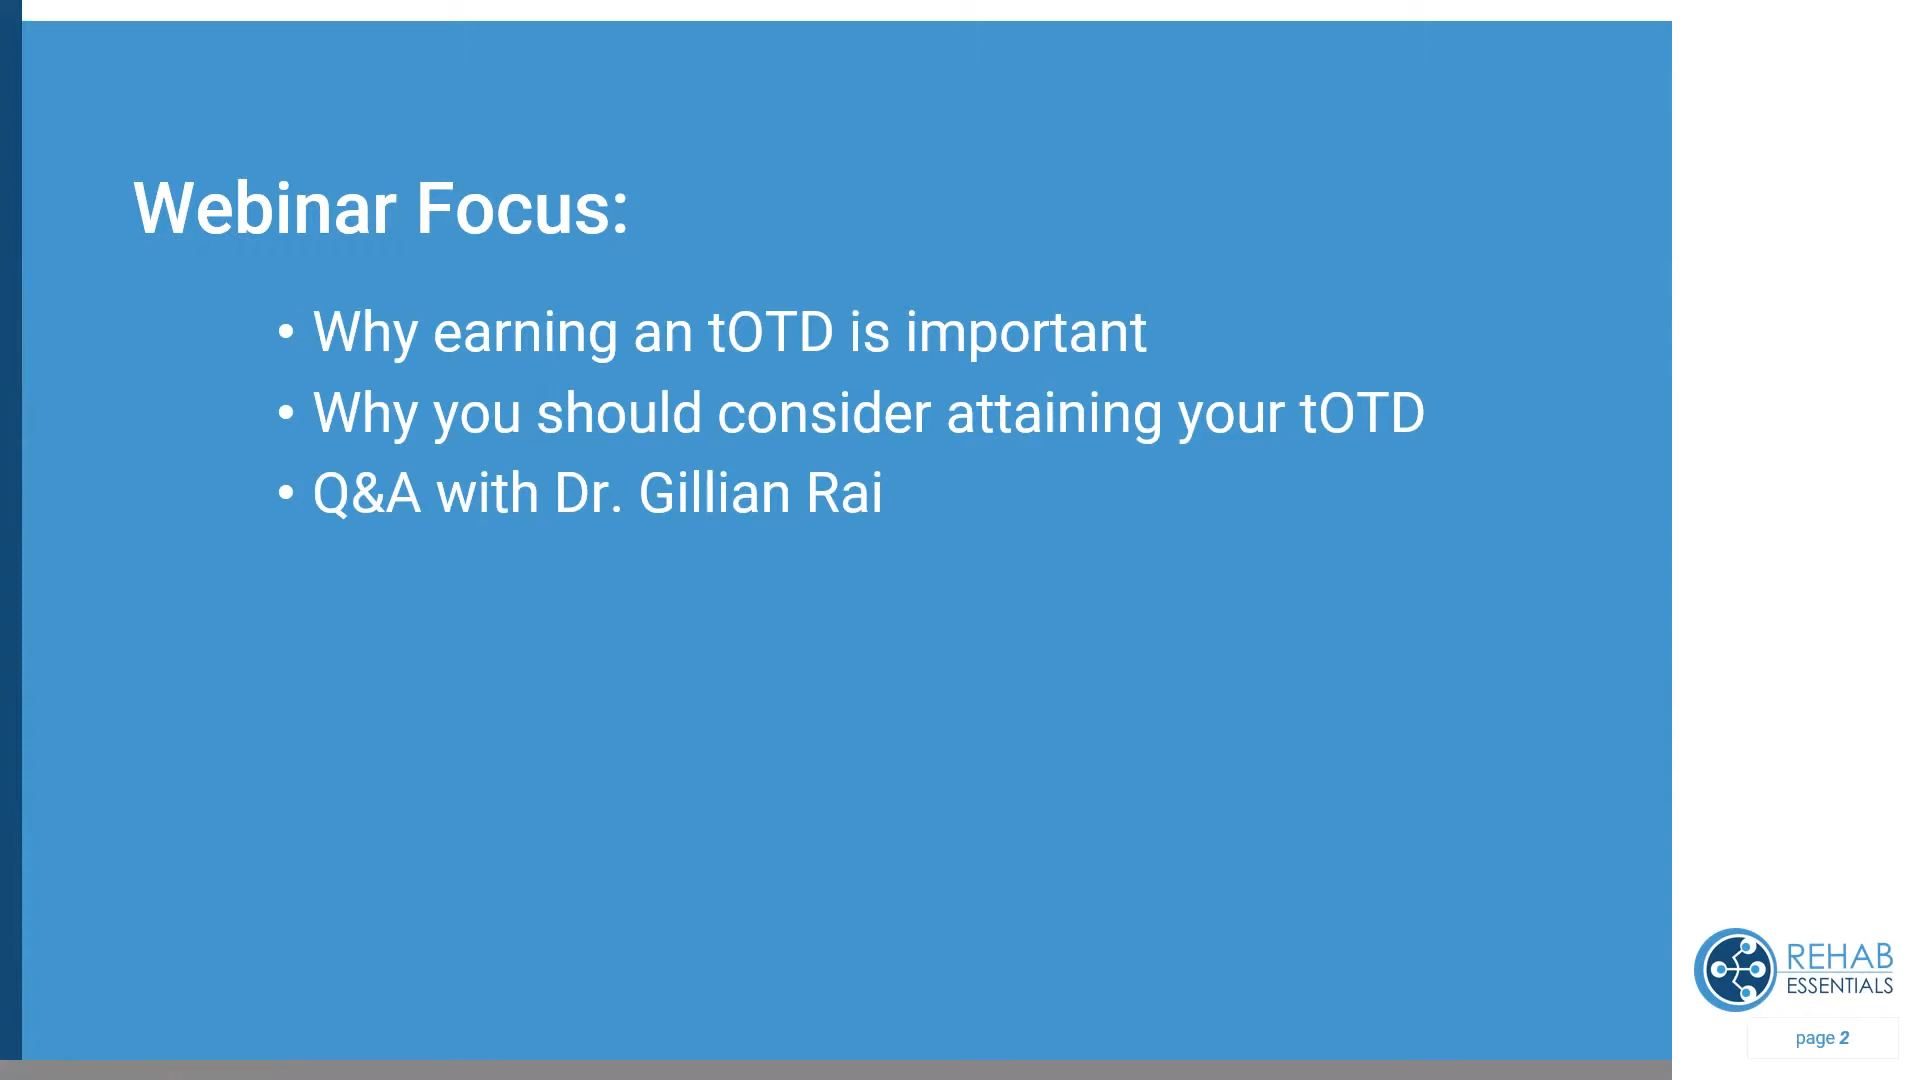 Webinar Focus:
• Why earning an tOTD is important
• Why you should consider attaining your tOTD
• Q&A with Dr. Gillian Rai
REHAB
ESSENTIALS
page 2